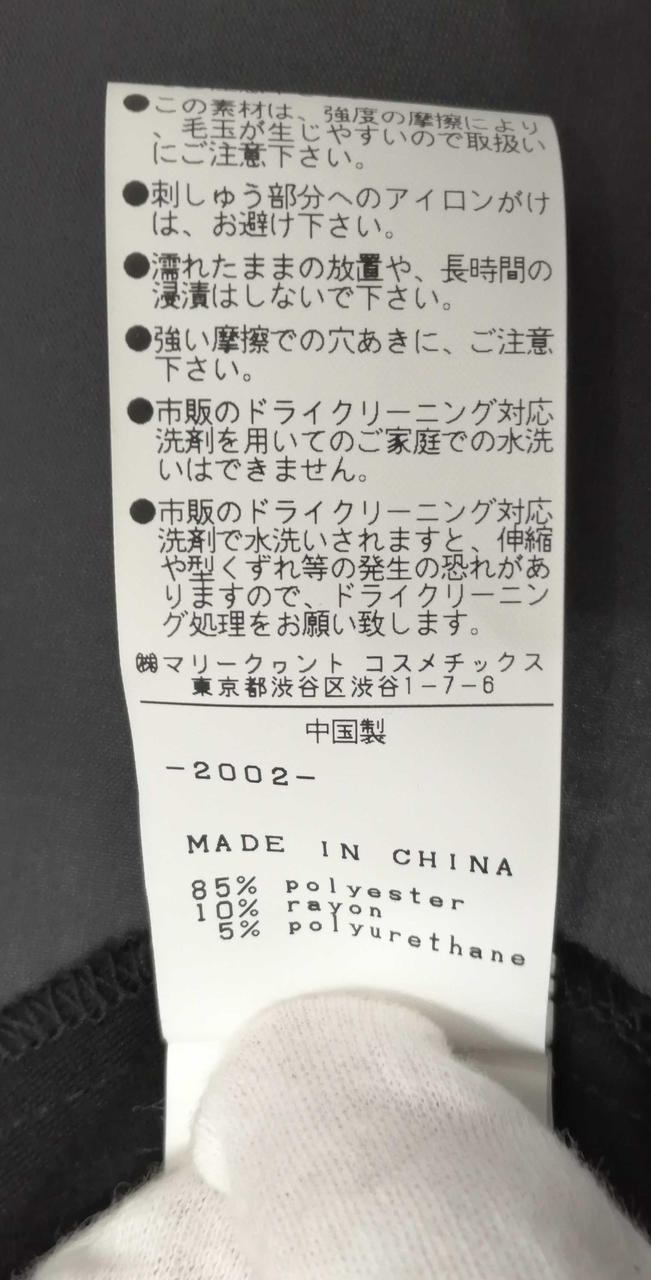 ●この素材は、強度の摩擦により
、毛玉が生じやすいので取扱い
にご注意下さい。
●刺しゅう部分へのアイロンがけ
は、お避け下さい。
●濡れたままの放置や、長時間の
浸漬はしないで下さい。
●強い摩擦での穴あきに、ご注意
下さい。
●市販のドライクリーニング対応
洗剤を用いてのご家庭での水洗
いはできません。
●市販のドライクリーニング対応
洗剤で水洗いされますと、伸縮
や型くずれ等の発生の恐れがあ
りますので、ドライクリーニン
グ処理をお願い致します。
㈱マリークヮント コスメチックス
東京都渋谷区渋谷1-7-6
中国製
-2002-
MADE IN CHINA
85% polyester
10% rayon
5% polyurethane